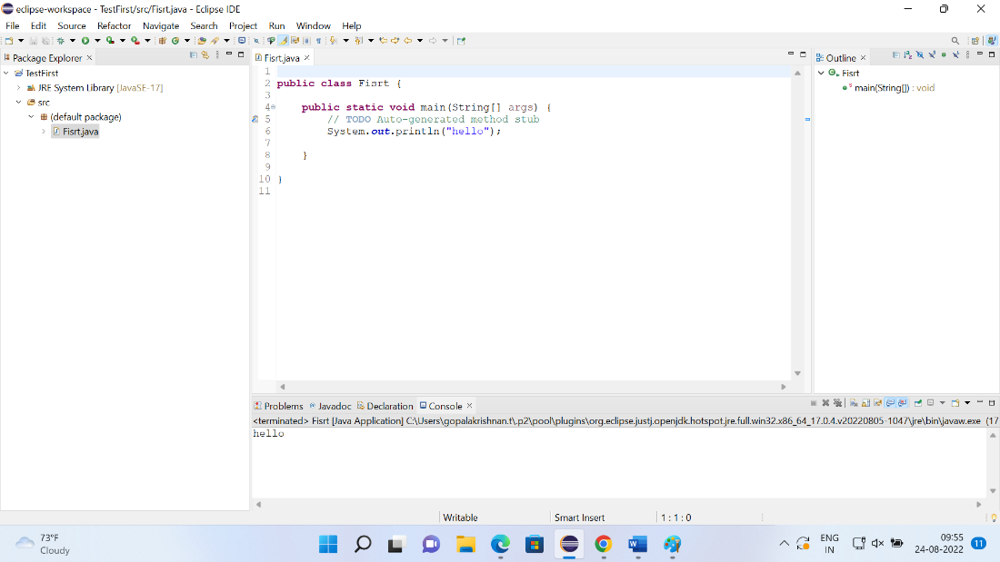 eclipse-workspace - TestFirst/src/Fisrt.java - Eclipse IDE
File Edit Source Refactor Navigate Search Project Run Window Help
Package Explorer
TestFirst
JRE System Library [JavaSE-17]
src
(default package)
Fisrt.java
Fisrt.java
1
2 public class Fisrt {
3
4 public static void main(String[] args) {
5 // TODO Auto-generated method stub
6 System.out.println("hello");
7
8 }
9
10 }
11
Outline
Fisrt
main(String[]) : void
Problems Javadoc Declaration Console
<terminated> Fisrt [Java Application] C:\Users\gopalakrishnan.t\.p2\pool\plugins\org.eclipse.justj.openjdk.hotspot.jre.full.win32.x86_64_17.0.4.v20220805-1047\jre\bin\javaw.exe (17
hello
Writable Smart Insert 1 : 1 : 0
73°F
Cloudy
ENG
IN
09:55
24-08-2022
11